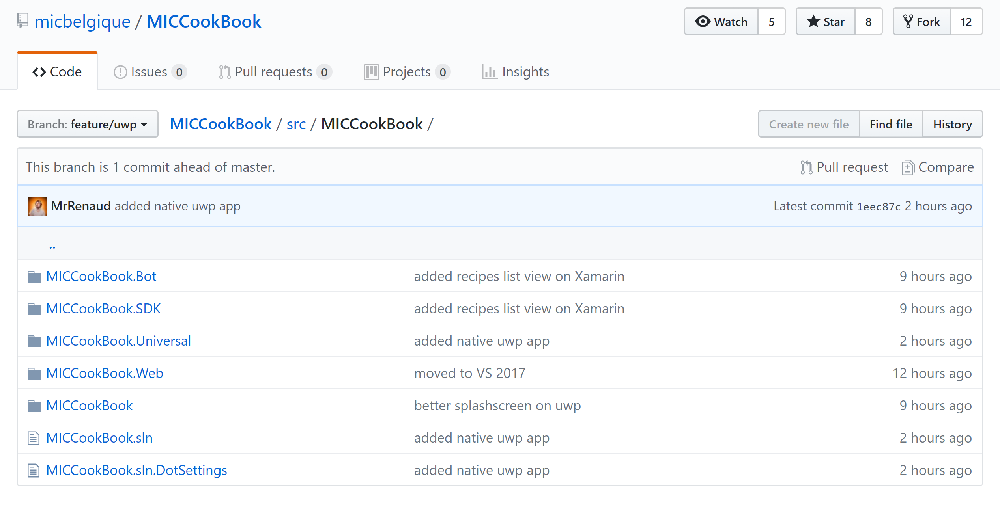 micbelgique / MICCookBook Watch 5 Star 8 Fork 12
Code Issues 0 Pull requests 0 Projects 0 Insights
Branch: feature/uwp MICCookBook / src / MICCookBook / Create new file Find file History
This branch is 1 commit ahead of master. Pull request Compare
MrRenaud added native uwp app Latest commit 1eec87c 2 hours ago
..
MICCookBook.Bot added recipes list view on Xamarin 9 hours ago
MICCookBook.SDK added recipes list view on Xamarin 9 hours ago
MICCookBook.Universal added native uwp app 2 hours ago
MICCookBook.Web moved to VS 2017 12 hours ago
MICCookBook better splashscreen on uwp 9 hours ago
MICCookBook.sln added native uwp app 2 hours ago
MICCookBook.sln.DotSettings added native uwp app 2 hours ago